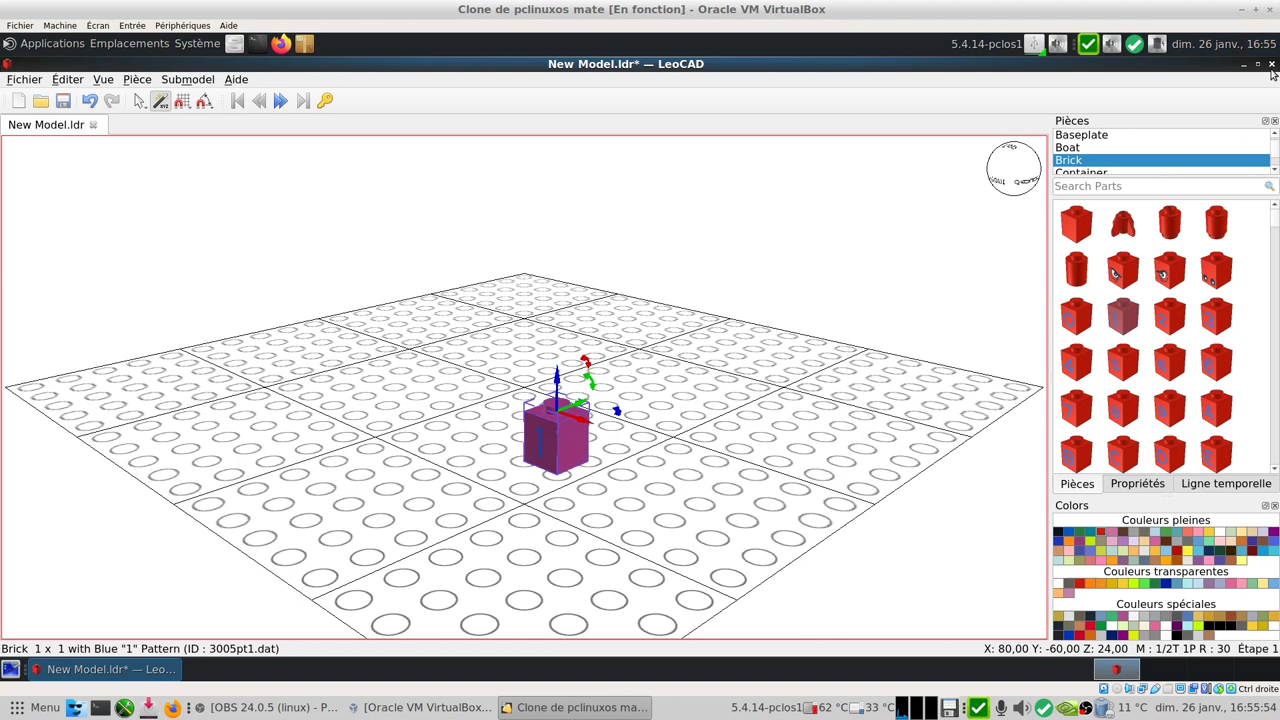 Clone de pclinuxos mate [En fonction] - Oracle VM VirtualBox
Fichier Machine Écran Entrée Périphériques Aide
Applications Emplacements Système 5.4.14-pclos1 dim. 26 janv., 16:55
New Model.ldr* — LeoCAD
Fichier Éditer Vue Pièce Submodel Aide
New Model.ldr
Pièces
Baseplate
Boat
Brick
Container
Search Parts
1
Pièces Propriétés Ligne temporelle
Colors
Couleurs pleines
Couleurs transparentes
Couleurs spéciales
Brick 1 x 1 with Blue "1" Pattern (ID : 3005pt1.dat) X: 80,00 Y: -60,00 Z: 24,00 M : 1/2T 1P R : 30 Étape 1
New Model.ldr* — Leo...
Ctrl droite
Menu [OBS 24.0.5 (linux) - P... [Oracle VM VirtualBox... Clone de pclinuxos ma... 5.4.14-pclos1 62 °C 33 °C 11 °C 16:55:54